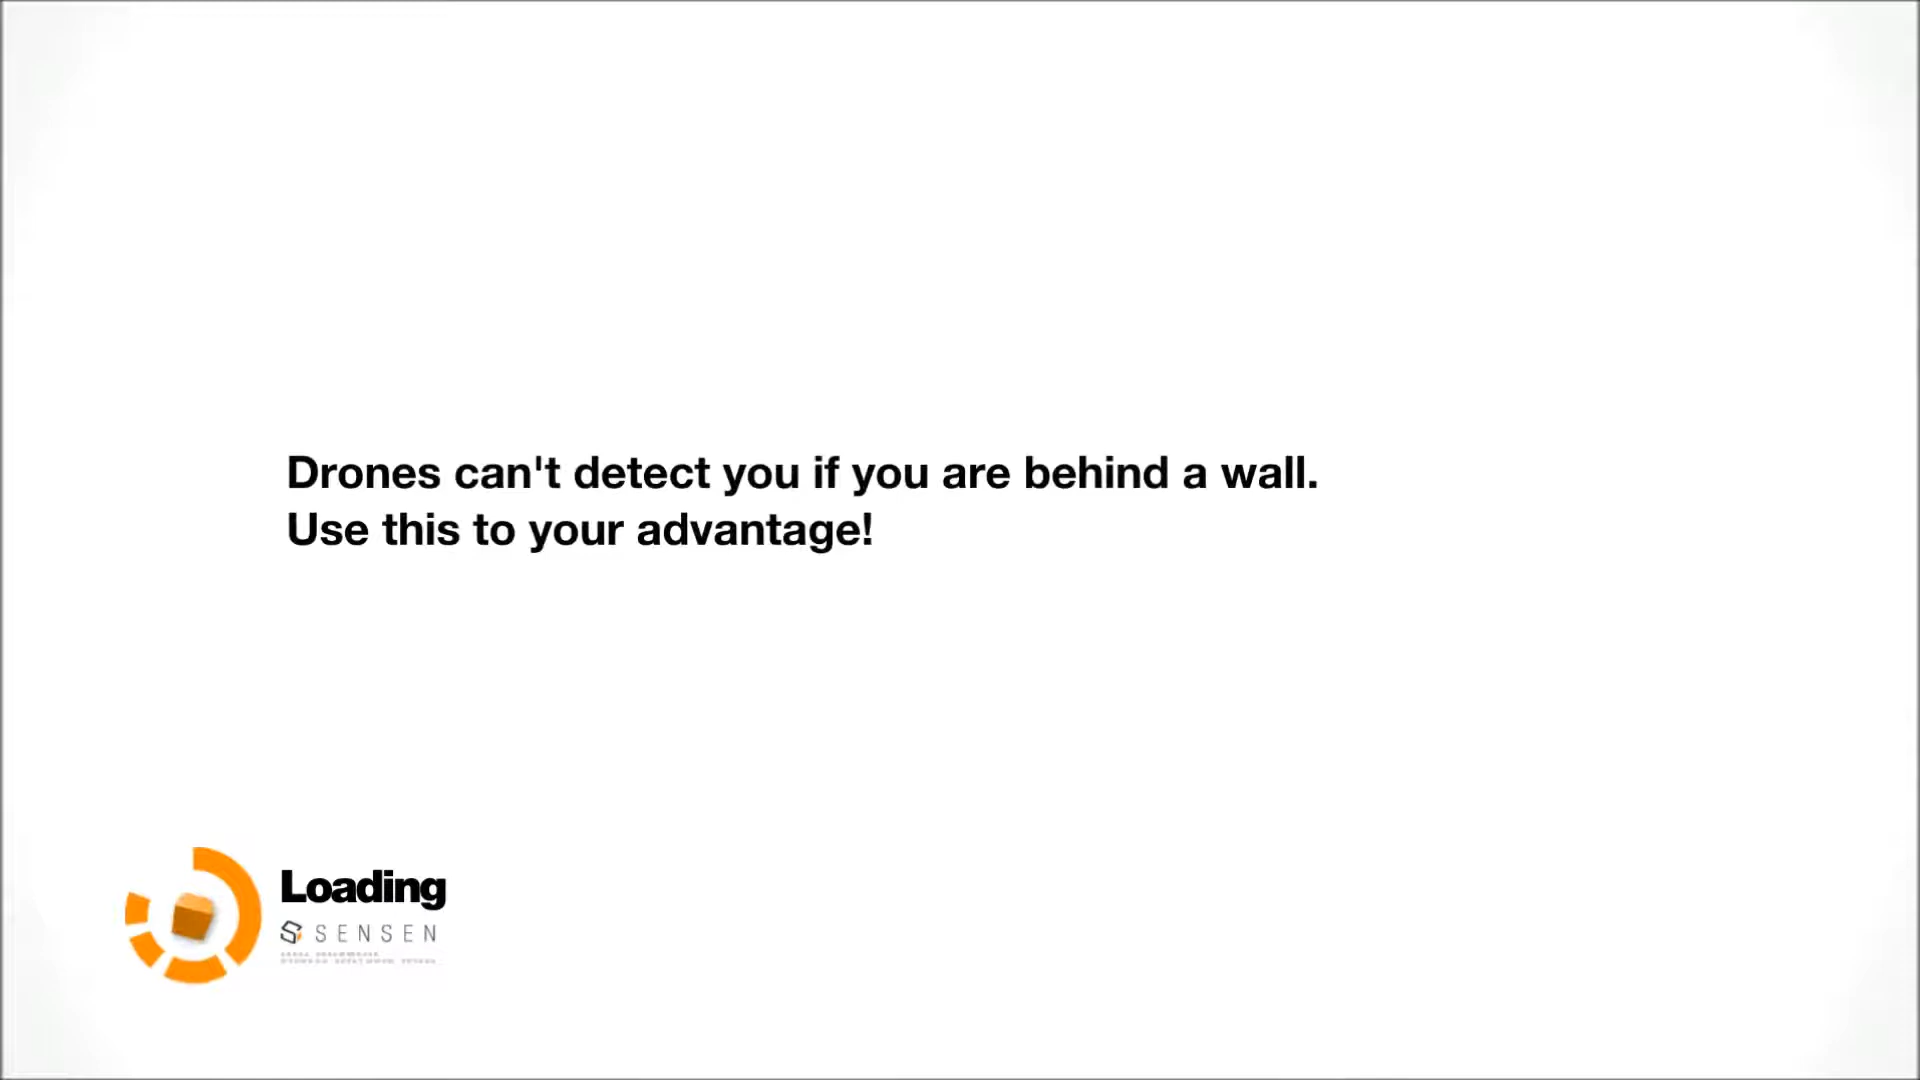 Drones can't detect you if you are behind a wall.
Use this to your advantage!
Loading
SENSEN